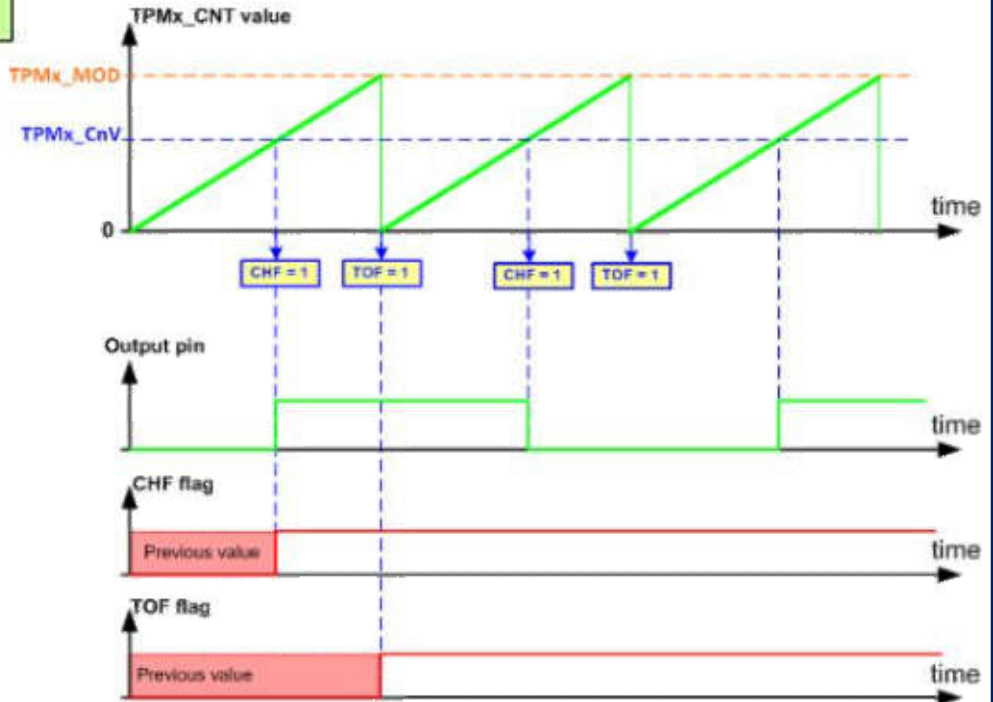 TPMx_CNT value
TPMx_MOD
TPMx_CnV
time
0
CHF = 1
TOF = 1
CHF = 1
TOF = 1
Output pin
time
CHF flag
Previous value
time
TOF flag
Previous value
time